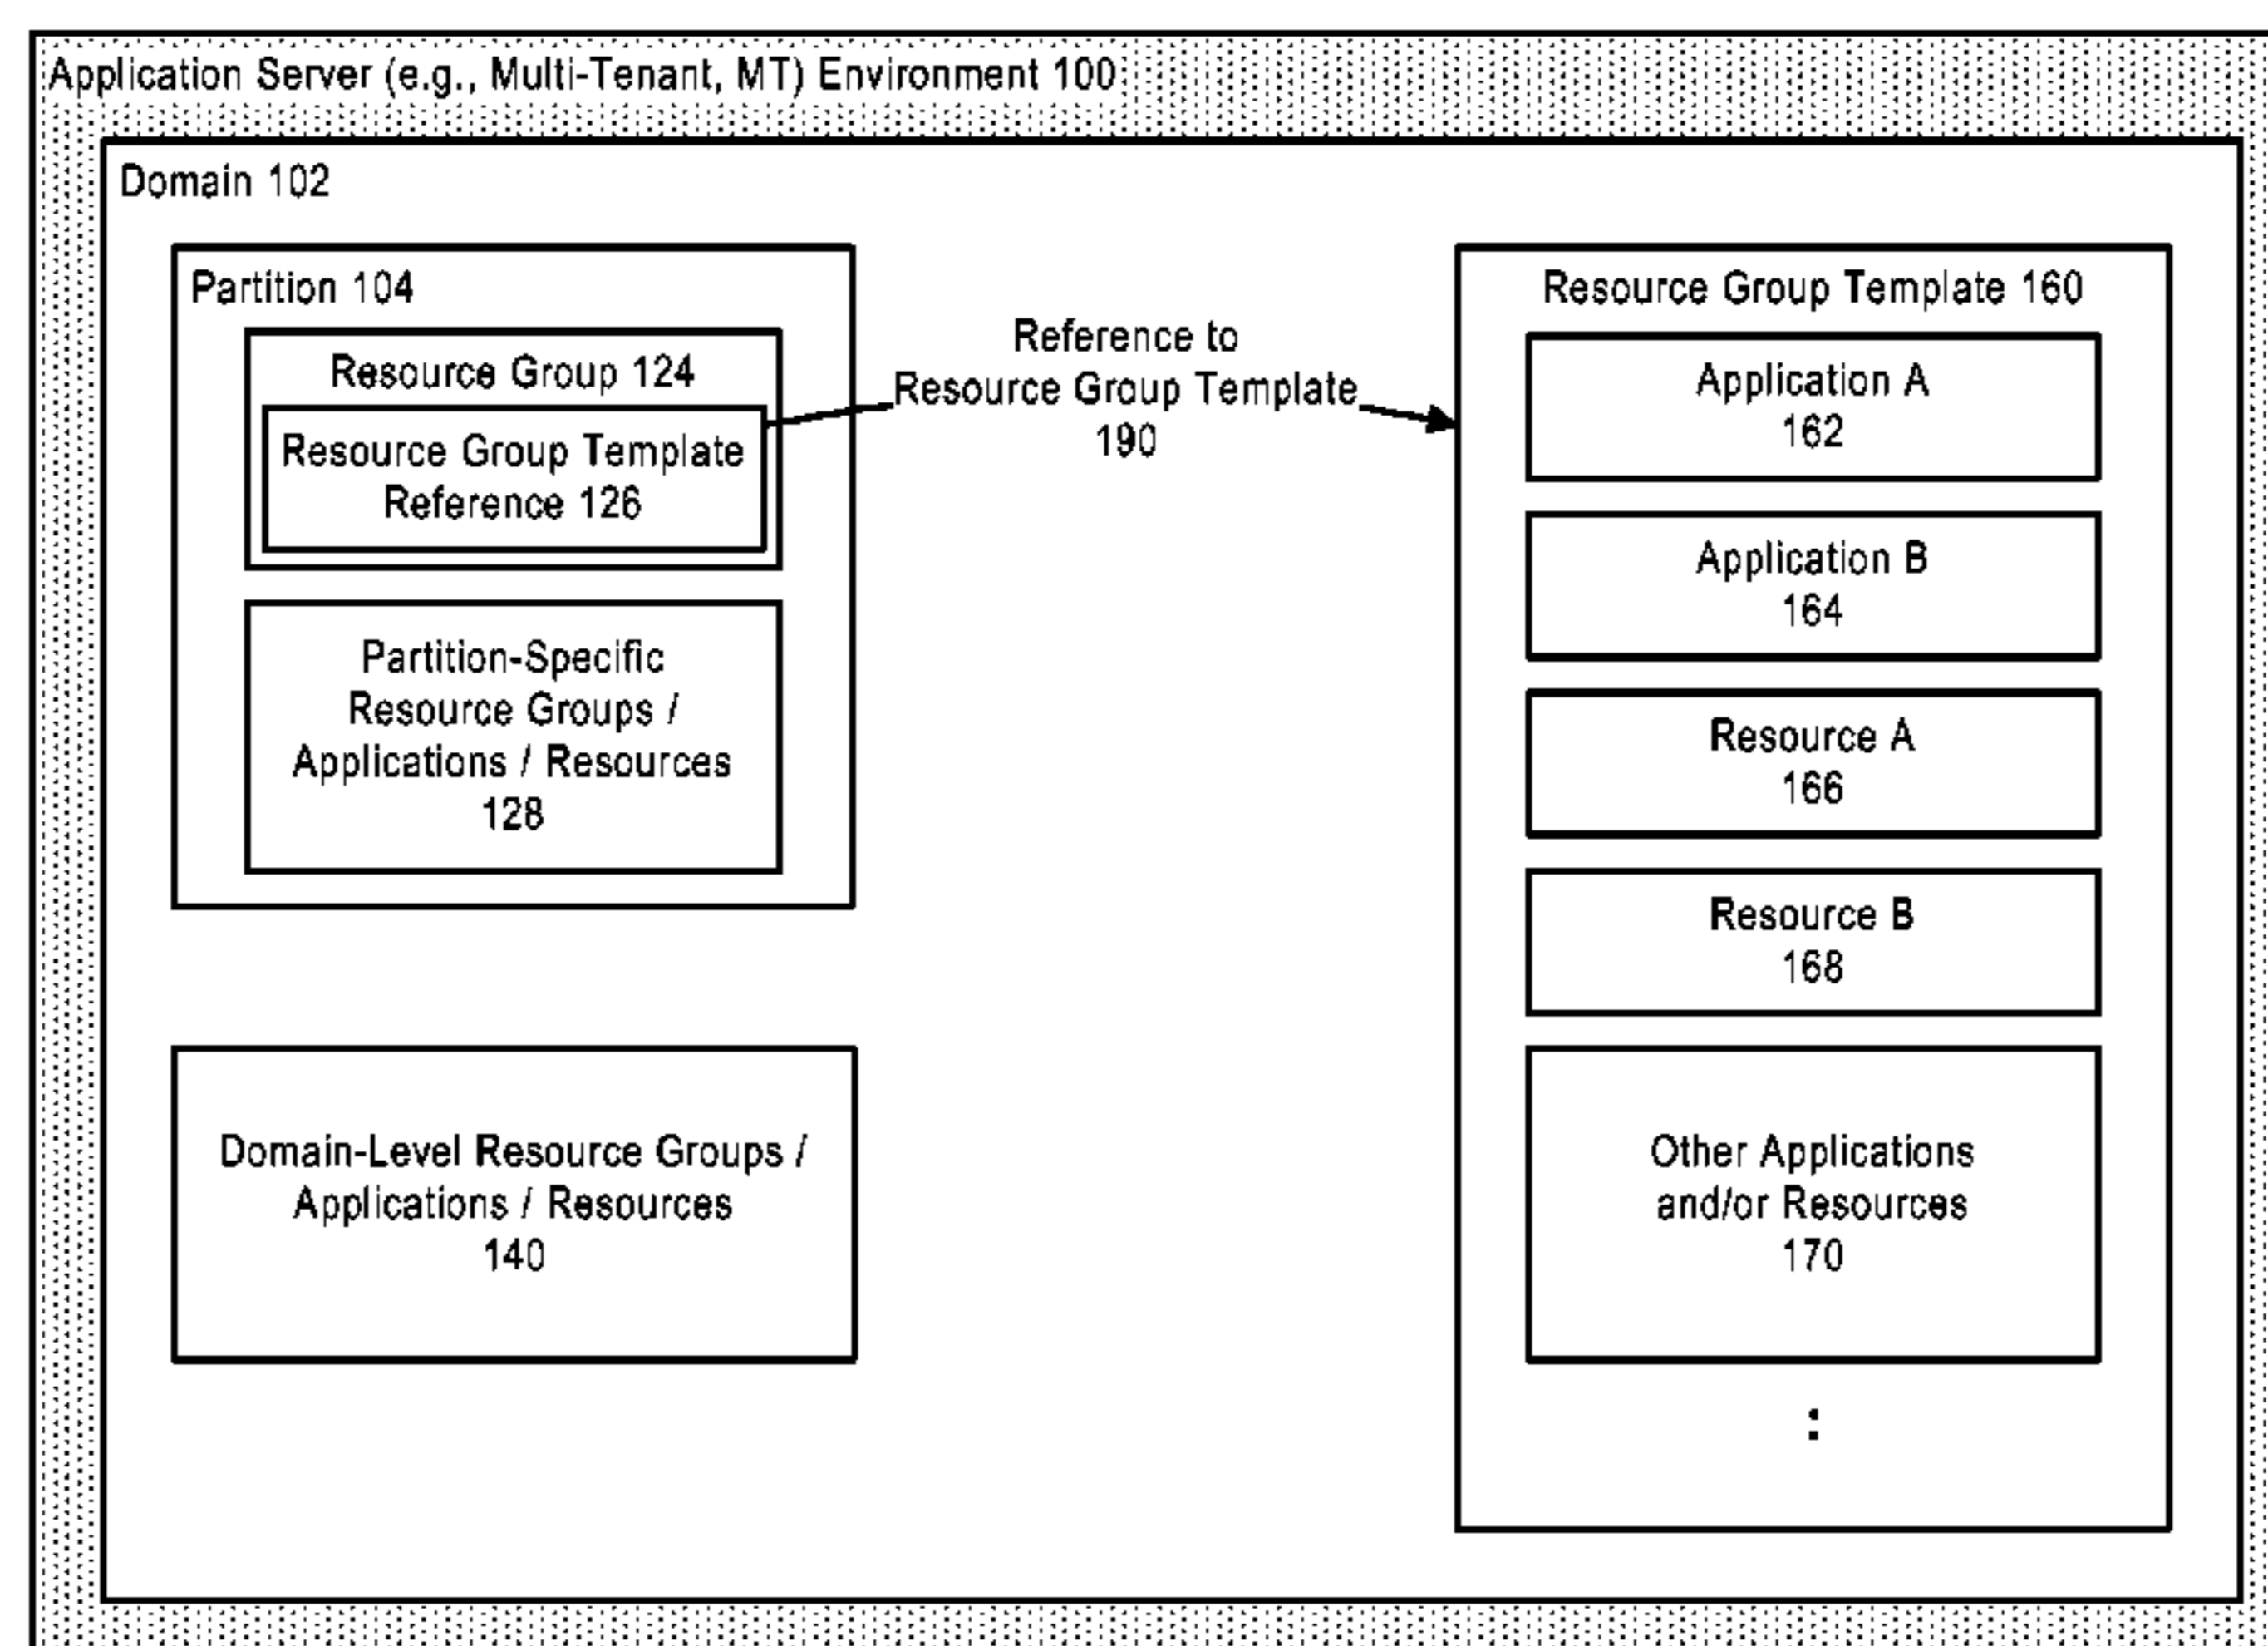 Application Server (e.g., Multi-Tenant, MT) Environment 100
Domain 102
Partition 104
Resource Group 124
Resource Group Template
Reference 126
Partition-Specific
Resource Groups /
Applications / Resources
128
Domain-Level Resource Groups /
Applications / Resources
140
Reference to
Resource Group Template
190
Resource Group Template 160
Application A
162
Application B
164
Resource A
166
Resource B
168
Other Applications
and/or Resources
170
: